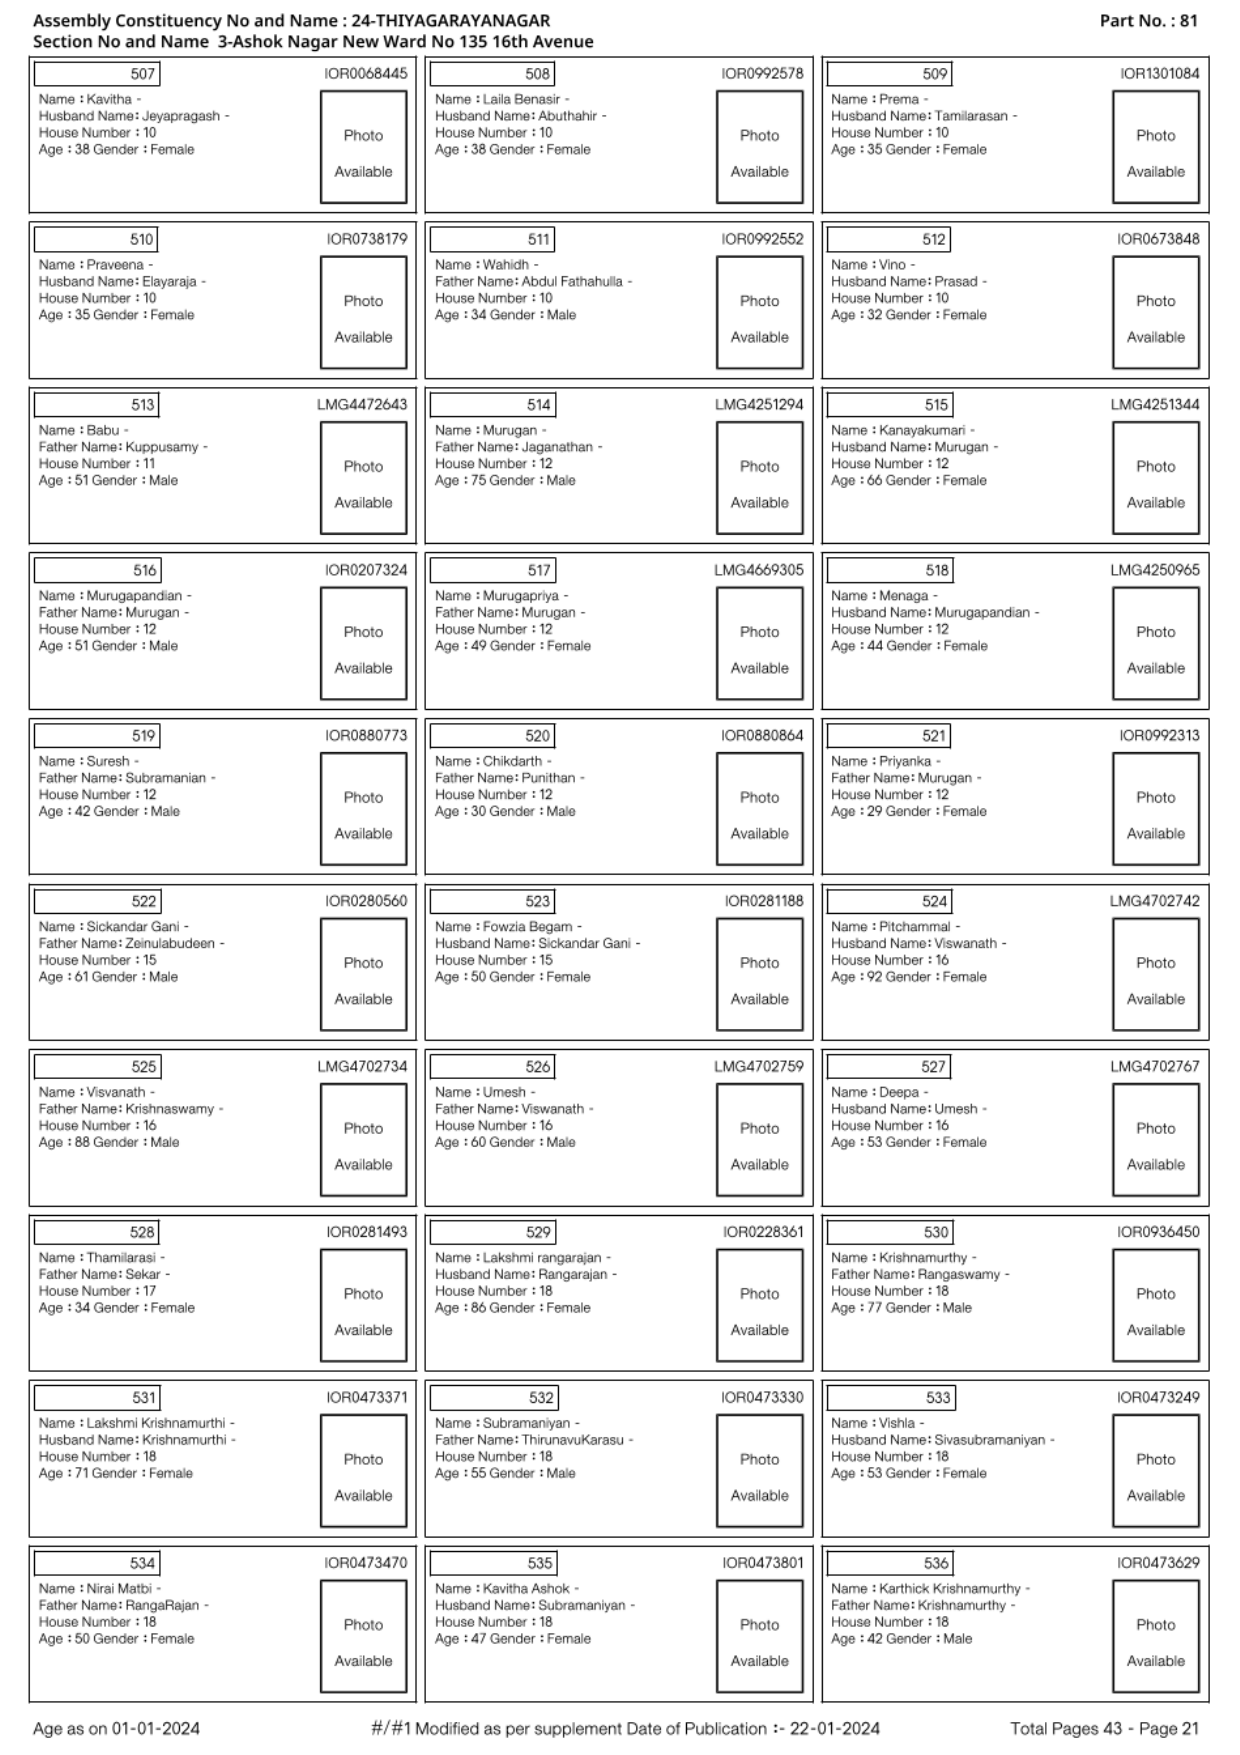 Assembly Constituency No and Name : 24-THIYAGARAYANAGAR
Part No. : 81
Section No and Name 3-Ashok Nagar New Ward No 135 16th Avenue
507 IOR0068445
Name : Kavitha -
Husband Name: Jeyapragash -
House Number : 10
Age : 38 Gender : Female
Photo
Available
508 IOR0992578
Name : Laila Benasir -
Husband Name: Abuthahir -
House Number : 10
Age : 38 Gender : Female
Photo
Available
509 IOR1301084
Name : Prema -
Husband Name: Tamilarasan -
House Number : 10
Age : 35 Gender : Female
Photo
Available
510 IOR0738179
Name : Praveena -
Husband Name: Elayaraja -
House Number : 10
Age : 35 Gender : Female
Photo
Available
511 IOR0992552
Name : Wahidh -
Father Name: Abdul Fathahulla -
House Number : 10
Age : 34 Gender : Male
Photo
Available
512 IOR0673848
Name : Vino -
Husband Name: Prasad -
House Number : 10
Age : 32 Gender : Female
Photo
Available
513 LMG4472643
Name : Babu -
Father Name: Kuppusamy -
House Number : 11
Age : 51 Gender : Male
Photo
Available
514 LMG4251294
Name : Murugan -
Father Name: Jaganathan -
House Number : 12
Age : 75 Gender : Male
Photo
Available
515 LMG4251344
Name : Kanayakumari -
Husband Name: Murugan -
House Number : 12
Age : 66 Gender : Female
Photo
Available
516 IOR0207324
Name : Murugapandian -
Father Name: Murugan -
House Number : 12
Age : 51 Gender : Male
Photo
Available
517 LMG4669305
Name : Murugapriya -
Father Name: Murugan -
House Number : 12
Age : 49 Gender : Female
Photo
Available
518 LMG4250965
Name : Menaga -
Husband Name: Murugapandian -
House Number : 12
Age : 44 Gender : Female
Photo
Available
519 IOR0880773
Name : Suresh -
Father Name: Subramanian -
House Number : 12
Age : 42 Gender : Male
Photo
Available
520 IOR0880864
Name : Chikdarth -
Father Name: Punithan -
House Number : 12
Age : 30 Gender : Male
Photo
Available
521 IOR0992313
Name : Priyanka -
Father Name: Murugan -
House Number : 12
Age : 29 Gender : Female
Photo
Available
522 IOR0280560
Name : Sickandar Gani -
Father Name: Zeinulabudeen -
House Number : 15
Age : 61 Gender : Male
Photo
Available
523 IOR0281188
Name : Fowzia Begam -
Husband Name: Sickandar Gani -
House Number : 15
Age : 50 Gender : Female
Photo
Available
524 LMG4702742
Name : Pitchammal -
Husband Name: Viswanath -
House Number : 16
Age : 92 Gender : Female
Photo
Available
525 LMG4702734
Name : Visvanath -
Father Name: Krishnaswamy -
House Number : 16
Age : 88 Gender : Male
Photo
Available
526 LMG4702759
Name : Umesh -
Father Name: Viswanath -
House Number : 16
Age : 60 Gender : Male
Photo
Available
527 LMG4702767
Name : Deepa -
Husband Name: Umesh -
House Number : 16
Age : 53 Gender : Female
Photo
Available
528 IOR0281493
Name : Thamilarasi -
Father Name: Sekar -
House Number : 17
Age : 34 Gender : Female
Photo
Available
529 IOR0228361
Name : Lakshmi rangarajan -
Husband Name: Rangarajan -
House Number : 18
Age : 86 Gender : Female
Photo
Available
530 IOR0936450
Name : Krishnamurthy -
Father Name: Rangaswamy -
House Number : 18
Age : 77 Gender : Male
Photo
Available
531 IOR0473371
Name : Lakshmi Krishnamurthi -
Husband Name: Krishnamurthi -
House Number : 18
Age : 71 Gender : Female
Photo
Available
532 IOR0473330
Name : Subramaniyan -
Father Name: ThirunavuKarasu -
House Number : 18
Age : 55 Gender : Male
Photo
Available
533 IOR0473249
Name : Vishla -
Husband Name: Sivasubramaniyan -
House Number : 18
Age : 53 Gender : Female
Photo
Available
534 IOR0473470
Name : Nirai Matbi -
Father Name: RangaRajan -
House Number : 18
Age : 50 Gender : Female
Photo
Available
535 IOR0473801
Name : Kavitha Ashok -
Husband Name: Subramaniyan -
House Number : 18
Age : 47 Gender : Female
Photo
Available
536 IOR0473629
Name : Karthick Krishnamurthy -
Father Name: Krishnamurthy -
House Number : 18
Age : 42 Gender : Male
Photo
Available
Age as on 01-01-2024
#/#1 Modified as per supplement Date of Publication :- 22-01-2024
Total Pages 43 - Page 21